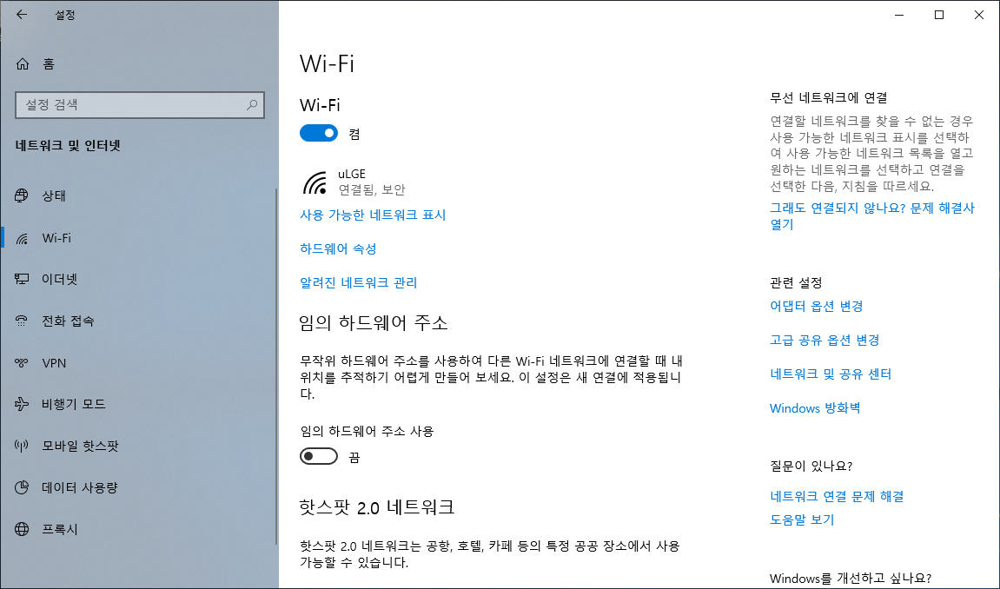 설정
홈
설정 검색
네트워크 및 인터넷
상태
Wi-Fi
이더넷
전화 접속
VPN
비행기 모드
모바일 핫스팟
데이터 사용량
프록시
Wi-Fi
Wi-Fi
켬
uLGE
연결됨, 보안
사용 가능한 네트워크 표시
하드웨어 속성
알려진 네트워크 관리
임의 하드웨어 주소
무작위 하드웨어 주소를 사용하여 다른 Wi-Fi 네트워크에 연결할 때 내
위치를 추적하기 어렵게 만들어 보세요. 이 설정은 새 연결에 적용됩니
다.
임의 하드웨어 주소 사용
끔
핫스팟 2.0 네트워크
핫스팟 2.0 네트워크는 공항, 호텔, 카페 등의 특정 공공 장소에서 사용
가능할 수 있습니다.
무선 네트워크에 연결
연결할 네트워크를 찾을 수 없는 경우
사용 가능한 네트워크 표시를 선택하
여 사용 가능한 네트워크 목록을 열고
원하는 네트워크를 선택하고 연결을
선택한 다음, 지침을 따르세요.
그래도 연결되지 않나요? 문제 해결사
열기
관련 설정
어댑터 옵션 변경
고급 공유 옵션 변경
네트워크 및 공유 센터
Windows 방화벽
질문이 있나요?
네트워크 연결 문제 해결
도움말 보기
Windows를 개선하고 싶나요?